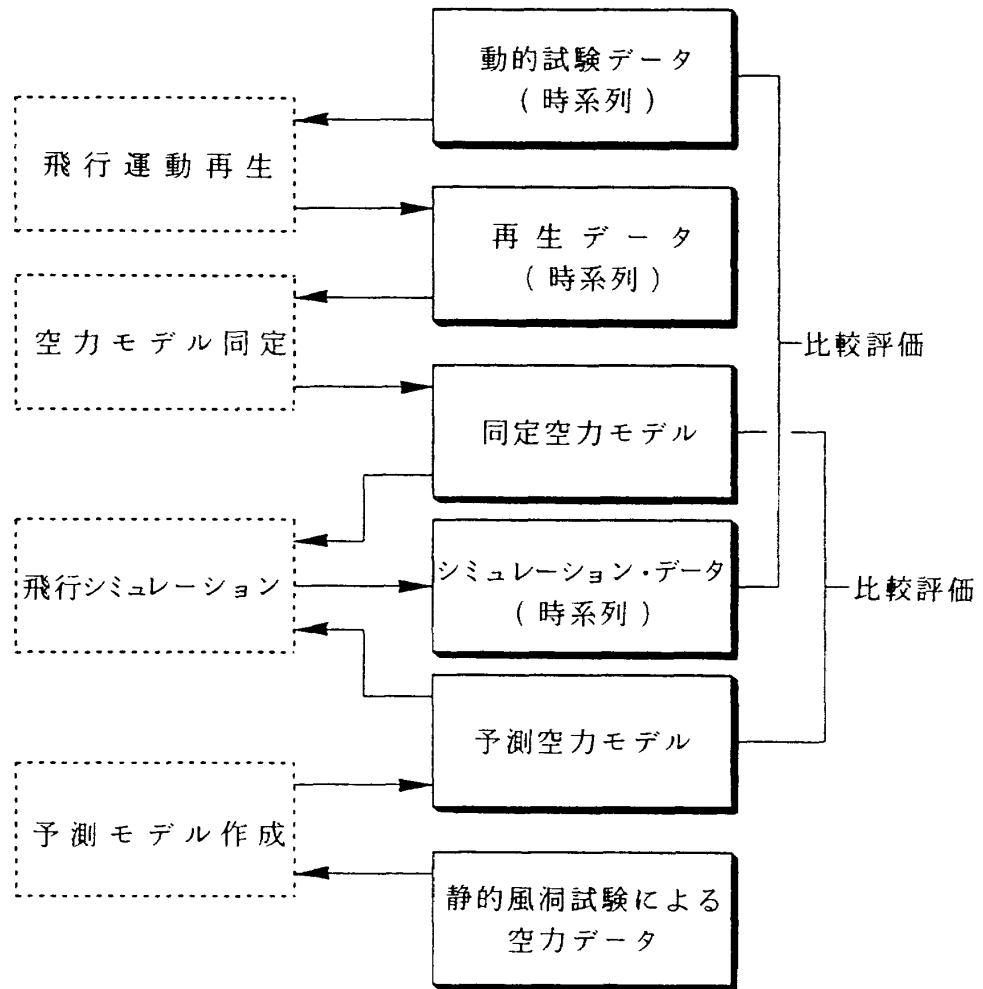 動的試験データ
(時系列)
飛行運動再生
再生データ
(時系列)
空力モデル同定
比較評価
同定空力モデル
飛行シミュレーション
シミュレーション・データ
(時系列)
比較評価
予測空力モデル
予測モデル作成
静的風洞試験による
空力データ